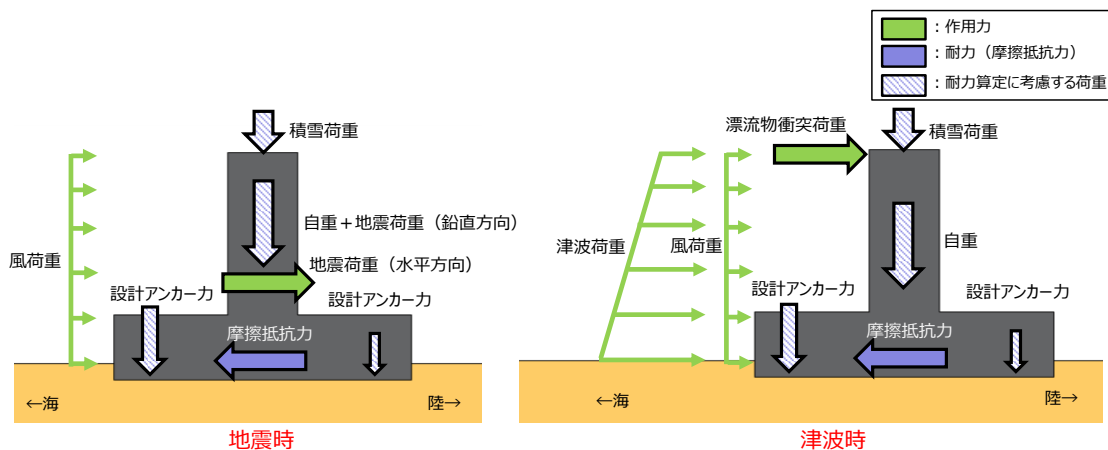 ：作用力
：耐力（摩擦抵抗力）
：耐力算定に考慮する荷重
積雪荷重
自重＋地震荷重（鉛直方向）
風荷重
地震荷重（水平方向）
設計アンカー力
設計アンカー力
摩擦抵抗力
←海
陸→
地震時
漂流物衝突荷重
積雪荷重
津波荷重
風荷重
自重
設計アンカー力
設計アンカー力
摩擦抵抗力
←海
陸→
津波時